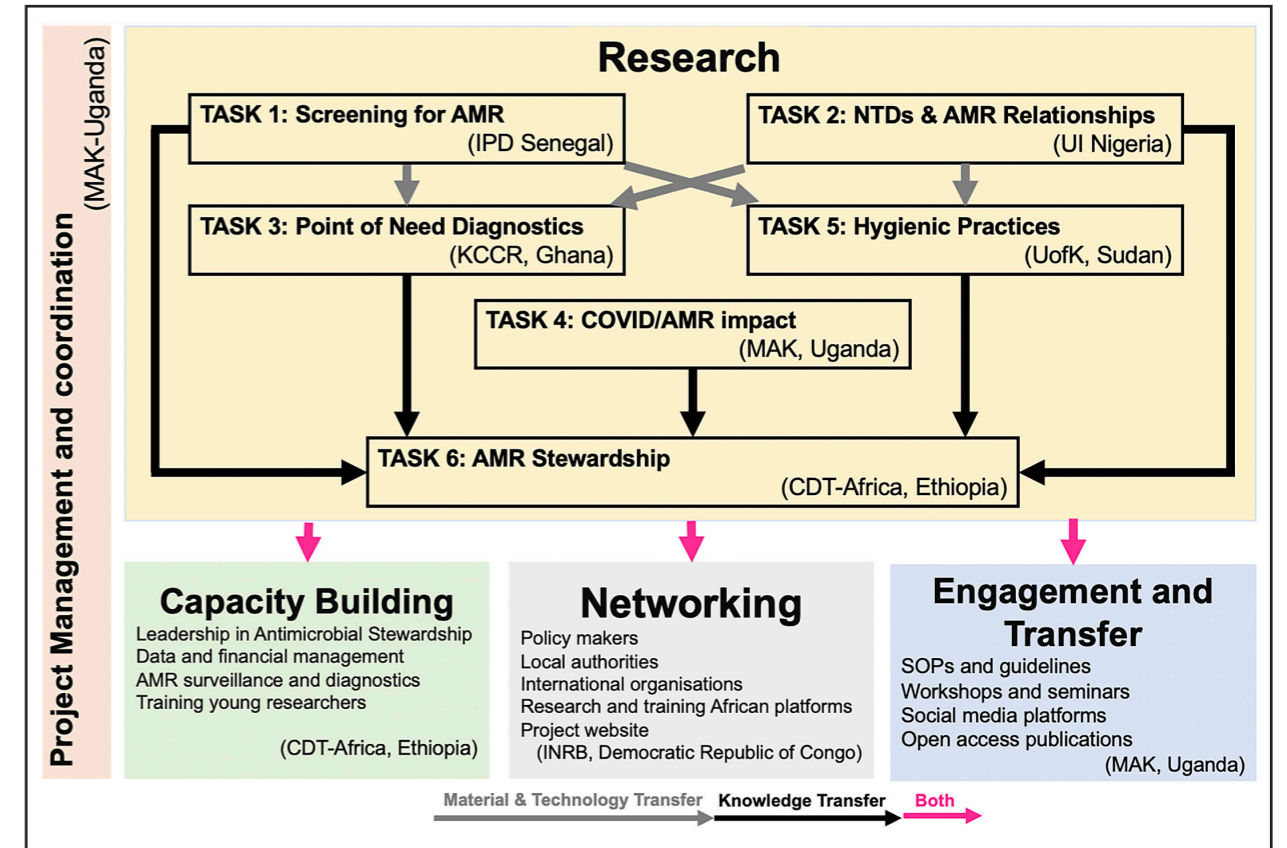 Project Management and coordination
(MAK-Uganda)
Research
TASK 1: Screening for AMR
(IPD Senegal)
TASK 2: NTDs & AMR Relationships
(UI Nigeria)
TASK 3: Point of Need Diagnostics
(KCCR, Ghana)
TASK 5: Hygienic Practices
(UofK, Sudan)
TASK 4: COVID/AMR impact
(MAK, Uganda)
TASK 6: AMR Stewardship
(CDT-Africa, Ethiopia)
Capacity Building
Leadership in Antimicrobial Stewardship
Data and financial management
AMR surveillance and diagnostics
Training young researchers
(CDT-Africa, Ethiopia)
Networking
Policy makers
Local authorities
International organisations
Research and training African platforms
Project website
(INRB, Democratic Republic of Congo)
Engagement and
Transfer
SOPs and guidelines
Workshops and seminars
Social media platforms
Open access publications
(MAK, Uganda)
Material & Technology Transfer
Knowledge Transfer
Both